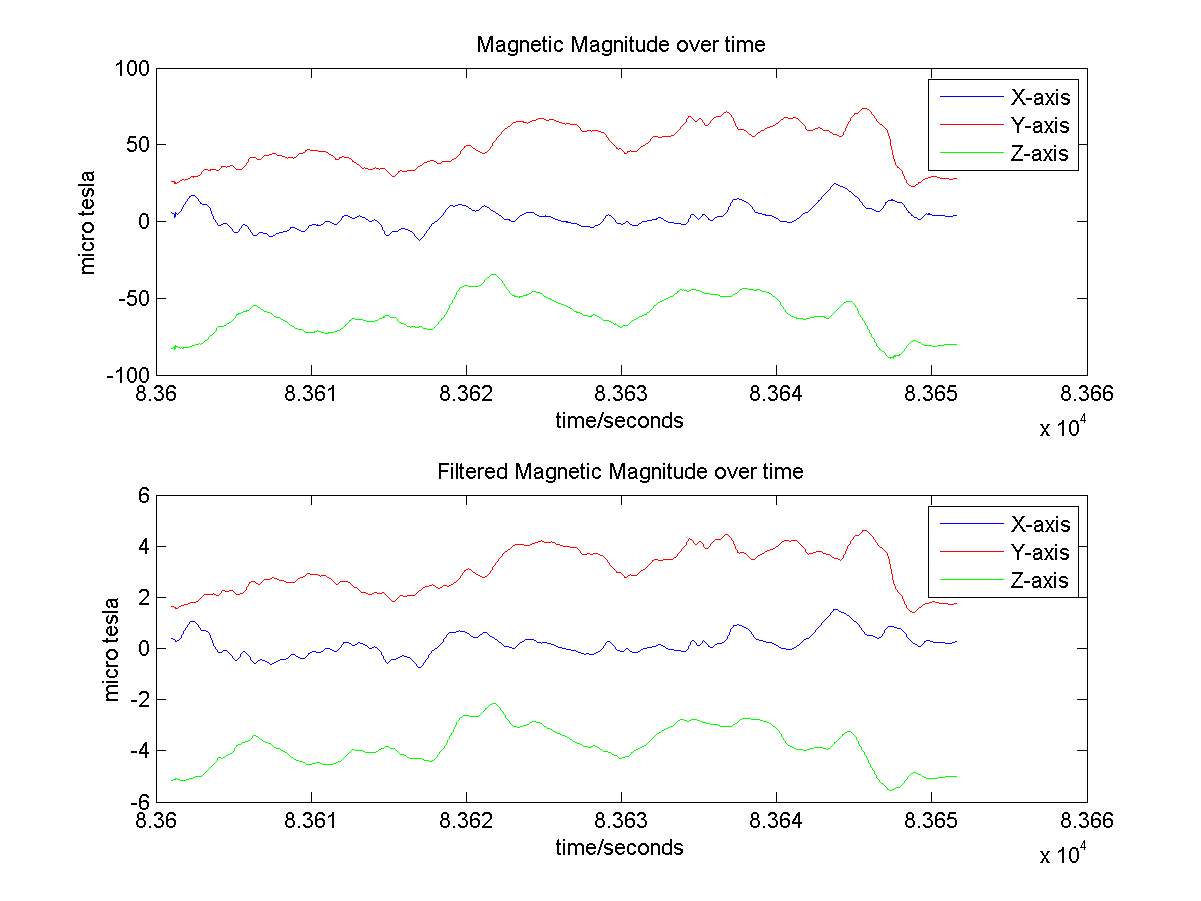 Magnetic Magnitude over time
100
50
0
-50
-100
micro tesla
X-axis
Y-axis
Z-axis
8.36 8.361 8.362 8.363 8.364 8.365 8.366
time/seconds
x 10^4
Filtered Magnetic Magnitude over time
6
4
2
0
-2
-4
-6
micro tesla
X-axis
Y-axis
Z-axis
8.36 8.361 8.362 8.363 8.364 8.365 8.366
time/seconds
x 10^4